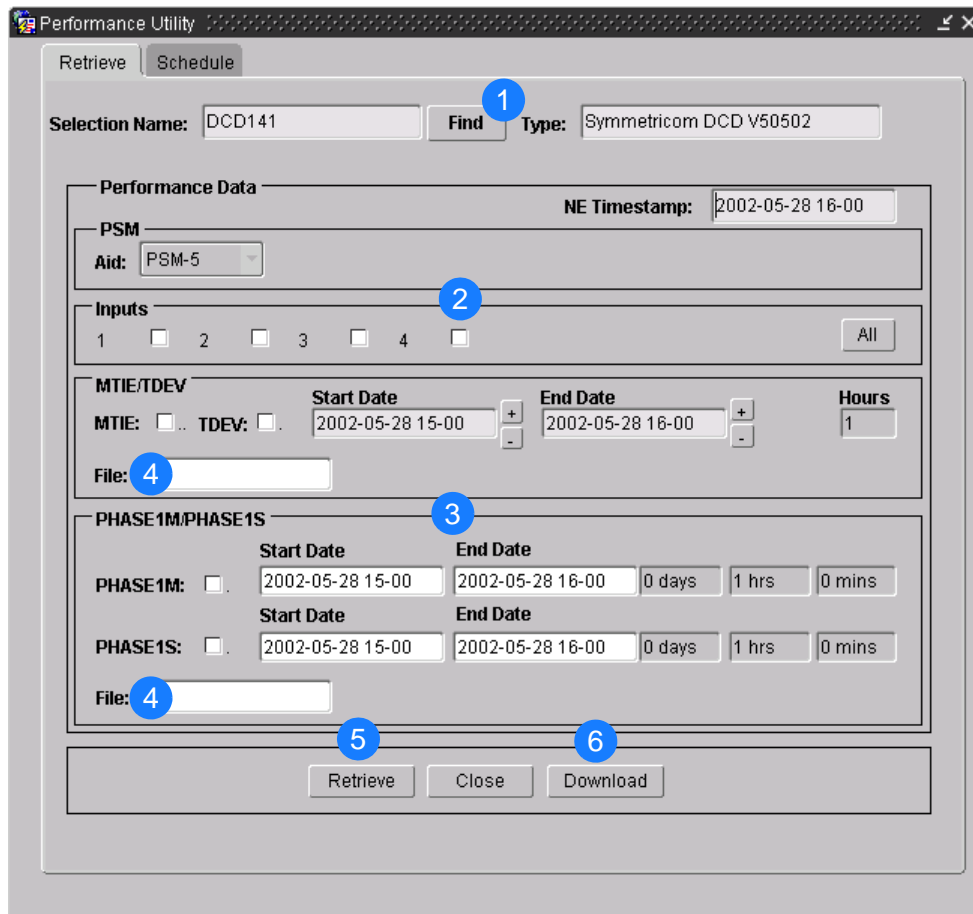 Performance Utility
Retrieve Schedule
1
Selection Name: DCD141 Find Type: Symmetricom DCD V50502
Performance Data
NE Timestamp: 2002-05-28 16-00
PSM
Aid: PSM-5
Inputs 2
1 2 3 4 All
MTIE/TDEV
Start Date End Date Hours
MTIE: .. TDEV: . 2002-05-28 15-00 + - 2002-05-28 16-00 + - 1
File: 4
PHASE1M/PHASE1S 3
Start Date End Date
PHASE1M: . 2002-05-28 15-00 2002-05-28 16-00 0 days 1 hrs 0 mins
Start Date End Date
PHASE1S: . 2002-05-28 15-00 2002-05-28 16-00 0 days 1 hrs 0 mins
File: 4
5 6
Retrieve Close Download